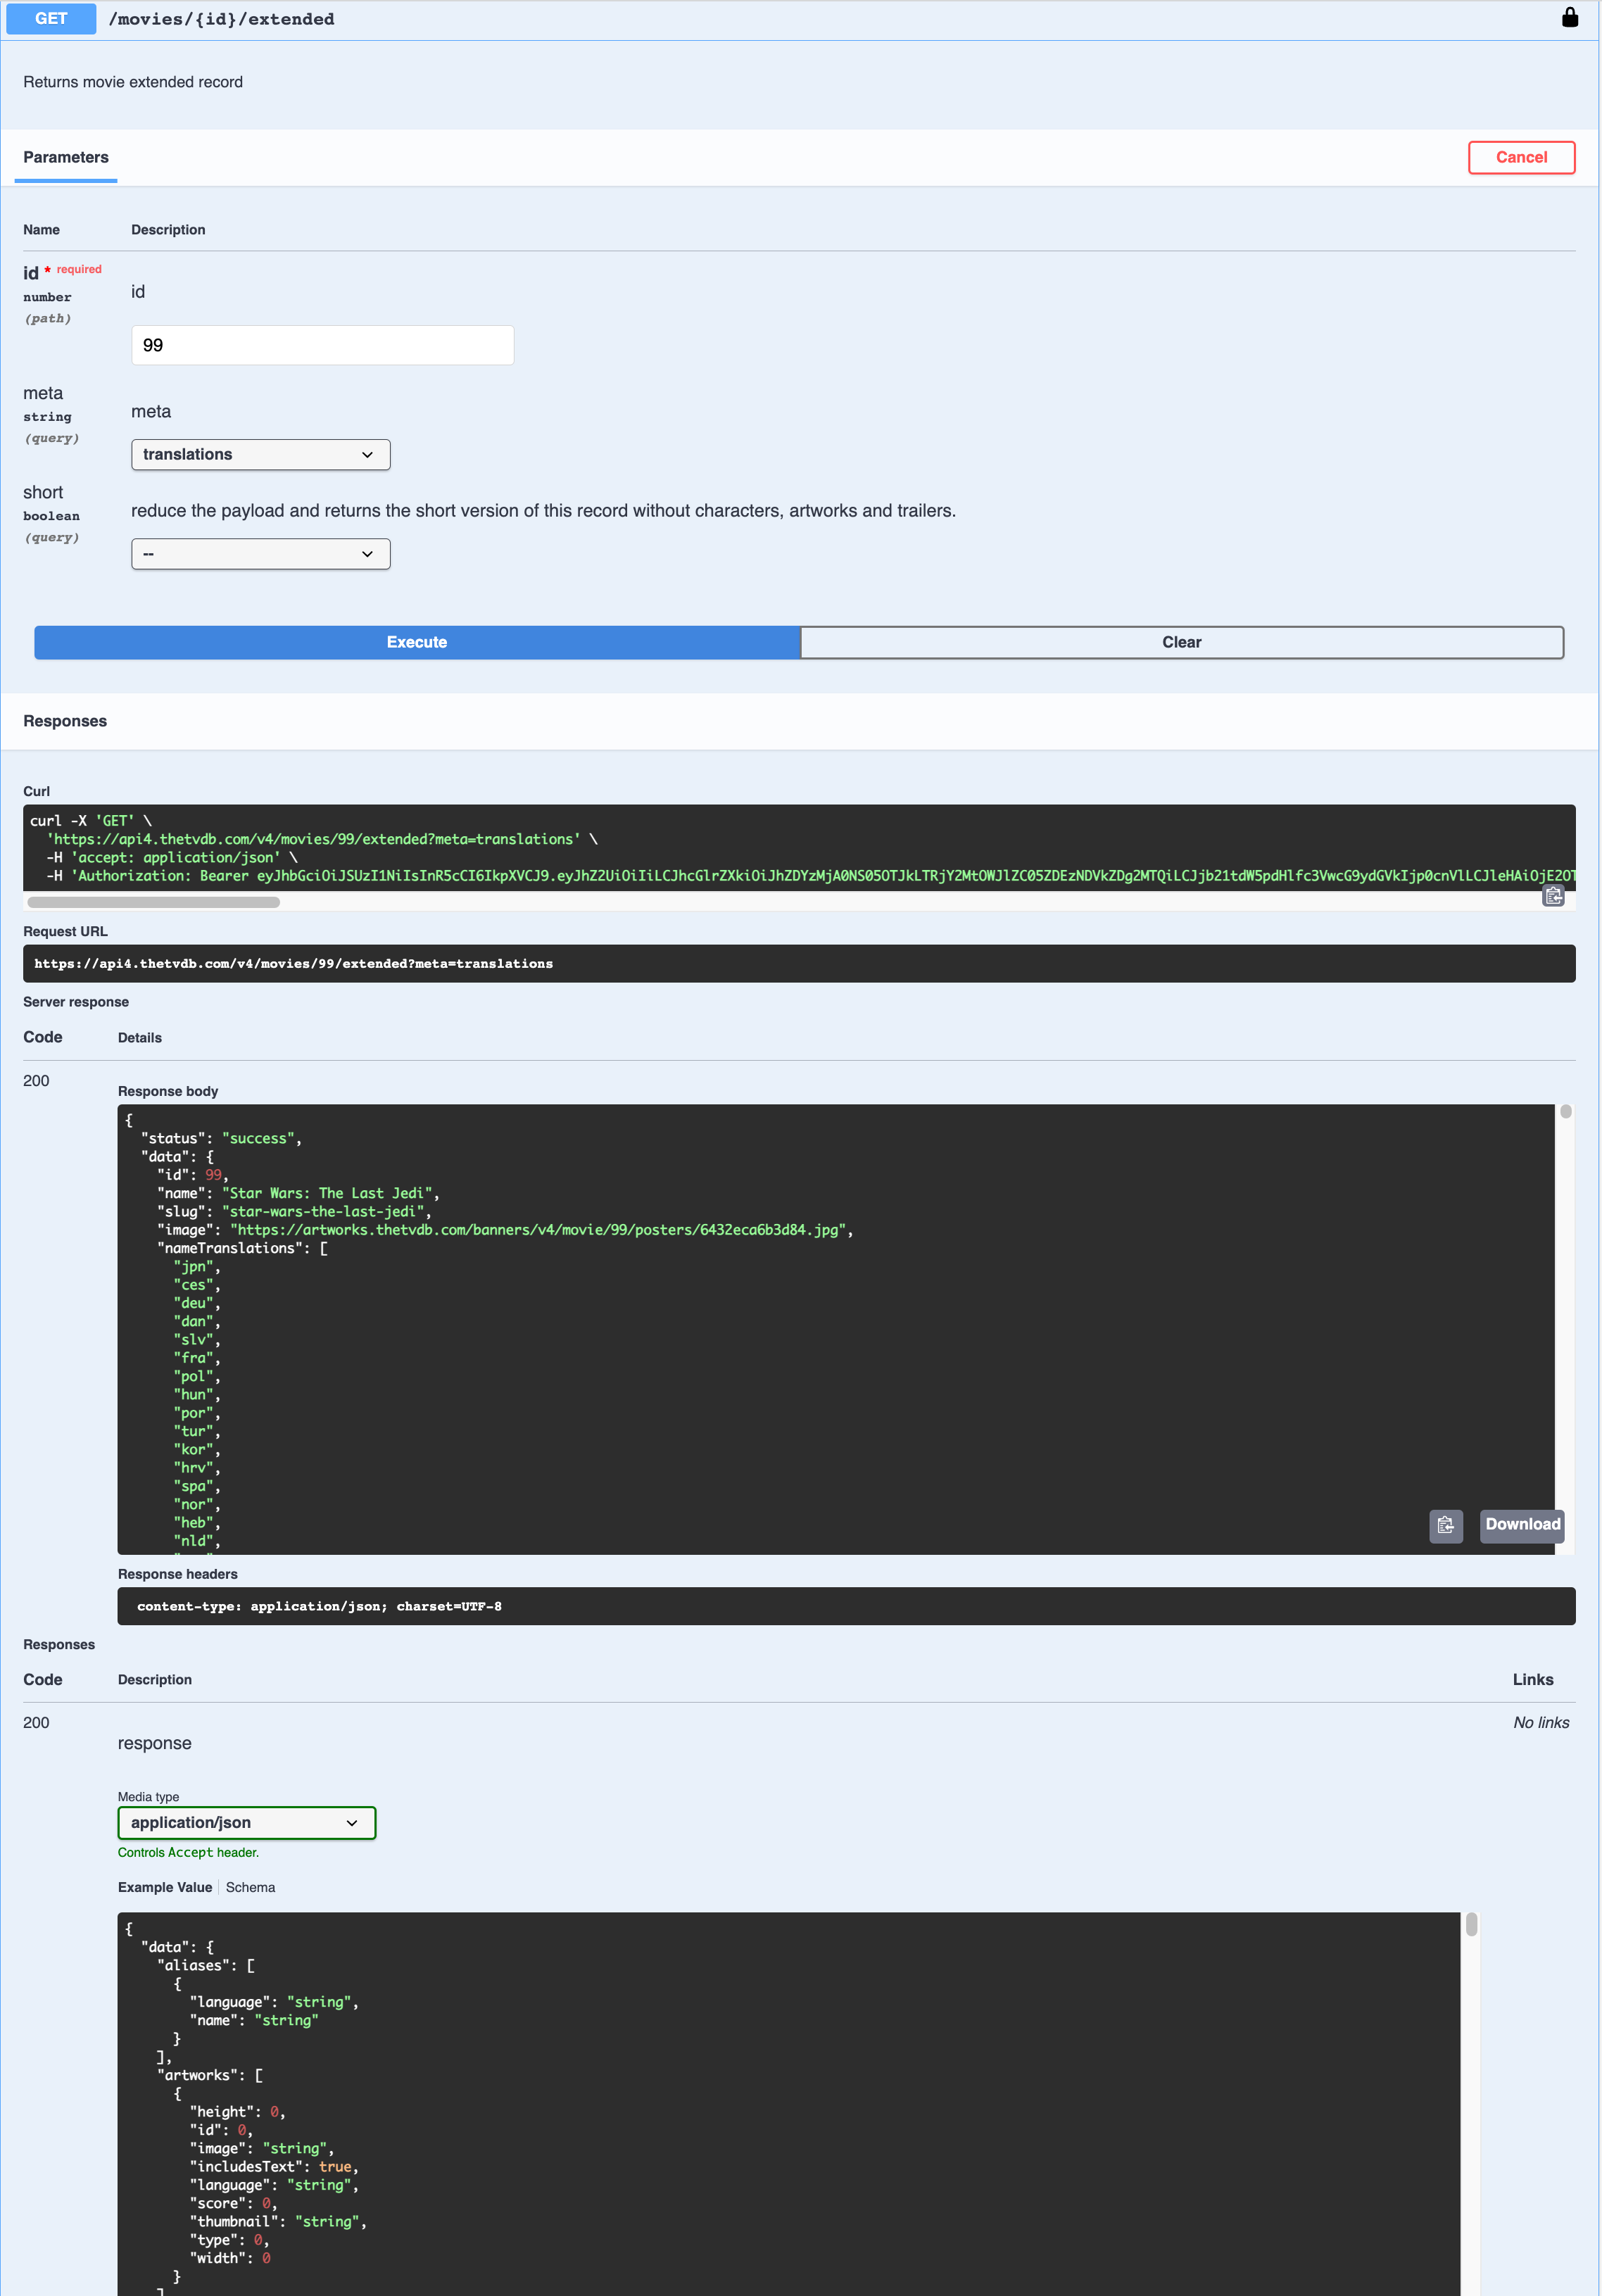 GET /movies/{id}/extended
Returns movie extended record
Parameters
Cancel
Name Description
id * required
number
(path)
id
99
meta
string
(query)
meta
translations
short
boolean
(query)
reduce the payload and returns the short version of this record without characters, artworks and trailers.
--
Execute
Clear
Responses
Curl
curl -X 'GET' \
'https://api4.thetvdb.com/v4/movies/99/extended?meta=translations' \
-H 'accept: application/json' \
-H 'Authorization: Bearer
Request URL
https://api4.thetvdb.com/v4/movies/99/extended?meta=translations
Server response
Code Details
200
Response body
{
"status": "success",
"data": {
"id": 99,
"name": "Star Wars: The Last Jedi",
"slug": "star-wars-the-last-jedi",
"image": "https://artworks.thetvdb.com/banners/v4/movie/99/posters/6432eca6b3d84.jpg",
"nameTranslations": [
"jpn",
"ces",
"deu",
"dan",
"slv",
"fra",
"pol",
"hun",
"por",
"tur",
"kor",
"hrv",
"spa",
"nor",
"heb",
"nld",
Download
Response headers
content-type: application/json; charset=UTF-8
Responses
Code Description Links
200
response
No links
Media type
application/json
Controls Accept header.
Example Value Schema
{
"data": {
"aliases": [
{
"language": "string",
"name": "string"
}
],
"artworks": [
{
"height": 0,
"id": 0,
"image": "string",
"includesText": true,
"language": "string",
"score": 0,
"thumbnail": "string",
"type": 0,
"width": 0
}
]